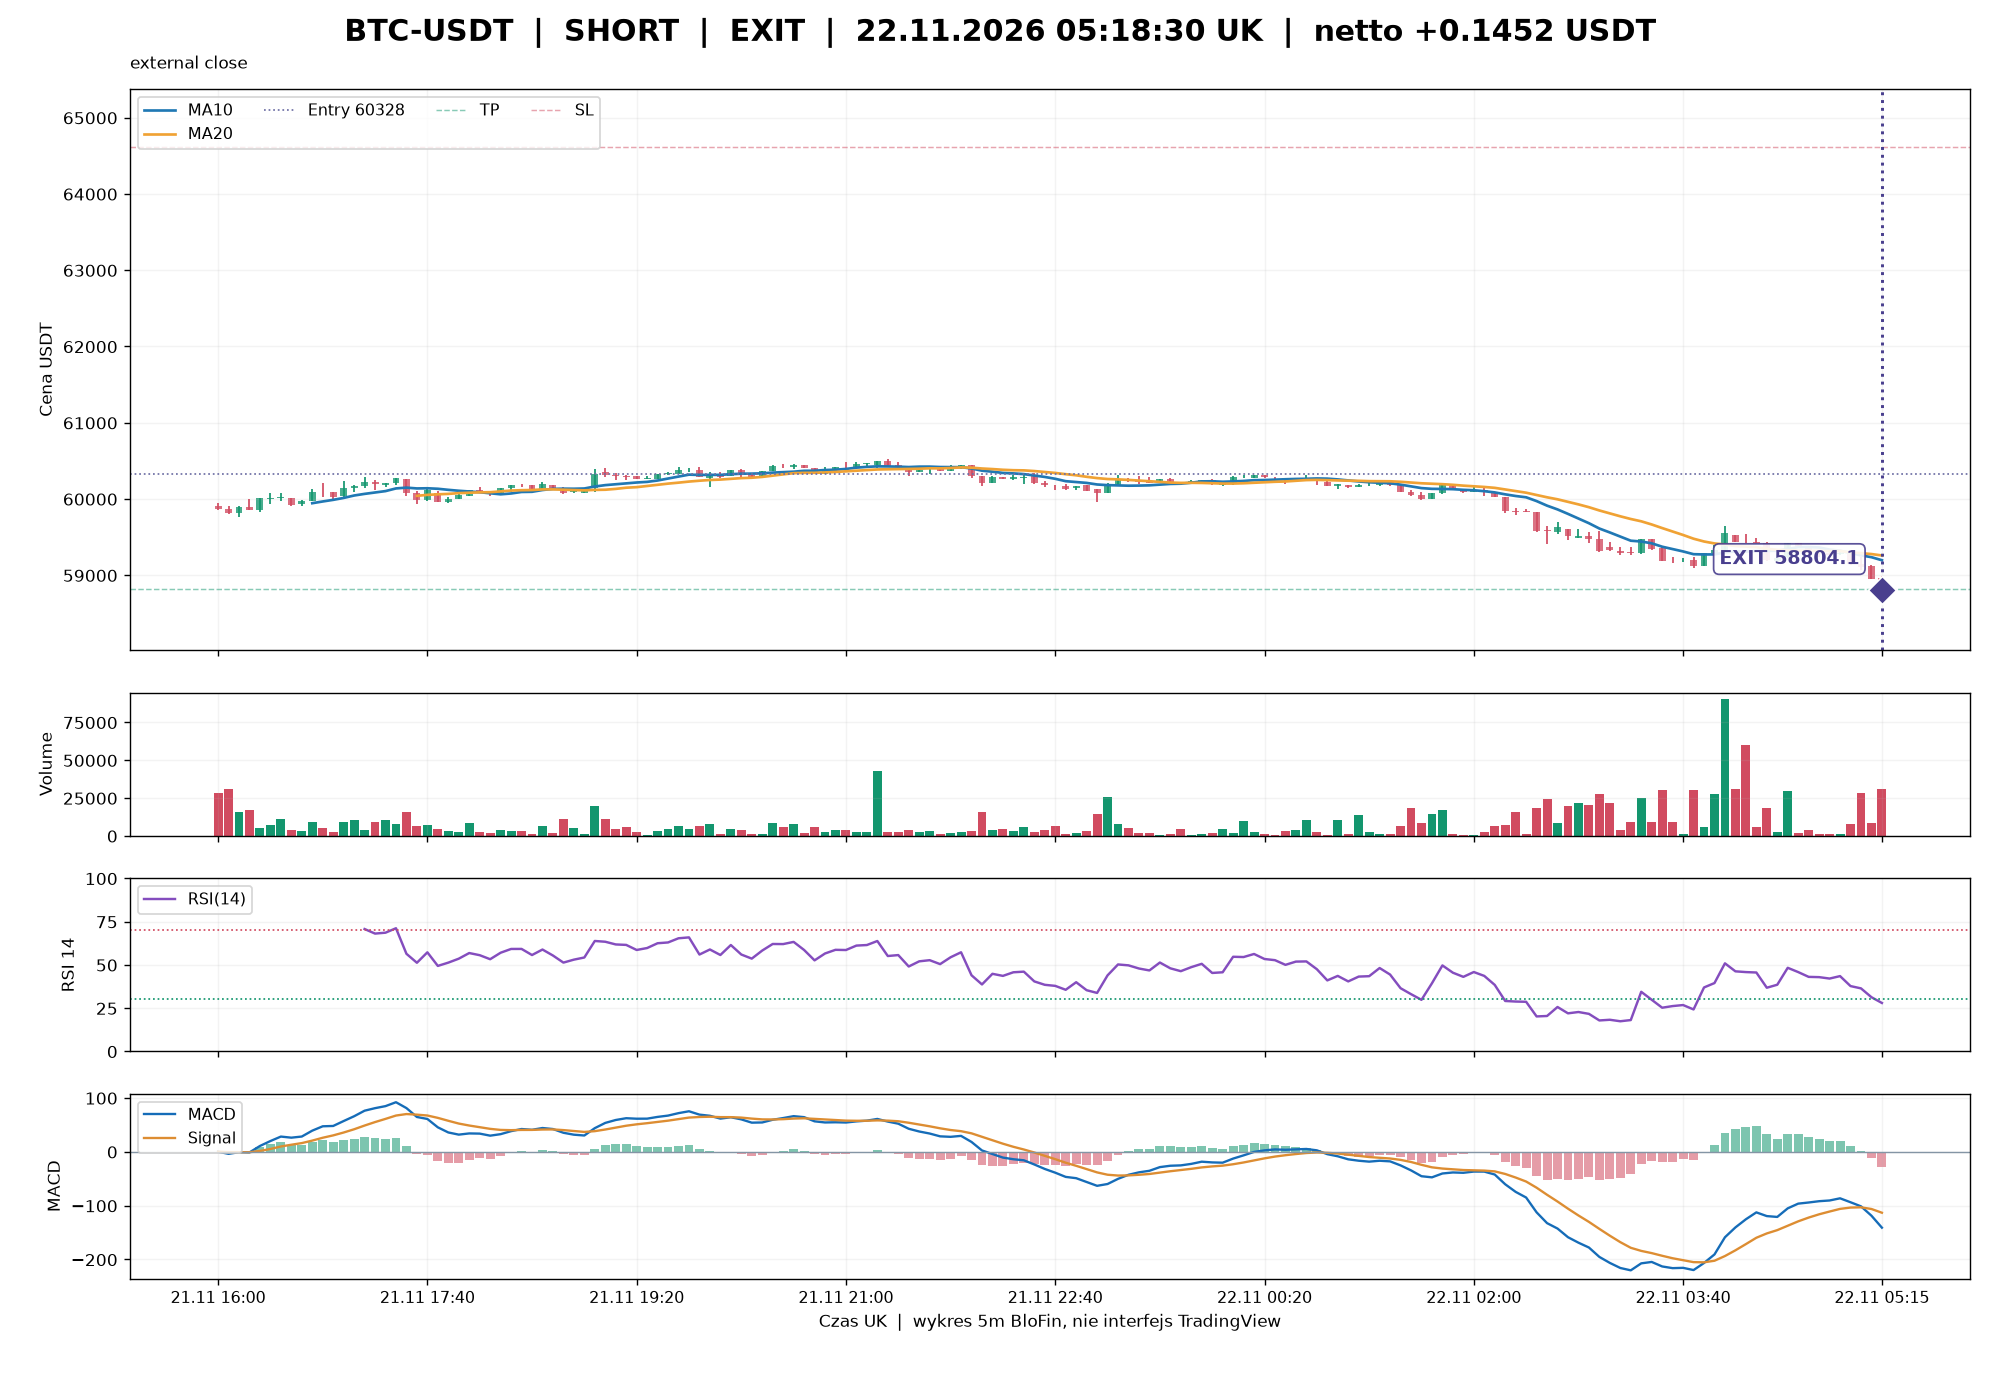 BTC-USDT | SHORT | EXIT | 22.11.2026 05:18:30 UK | netto +0.1452 USDT
external close
MA10
MA20
Entry 60328
TP
SL
65000
64000
63000
62000
61000
60000
59000
Cena USDT
EXIT 58804.1
75000
50000
25000
0
Volume
RSI(14)
100
75
50
25
0
RSI 14
MACD
Signal
100
0
−100
−200
MACD
21.11 16:00
21.11 17:40
21.11 19:20
21.11 21:00
21.11 22:40
22.11 00:20
22.11 02:00
22.11 03:40
22.11 05:15
Czas UK | wykres 5m BloFin, nie interfejs TradingView